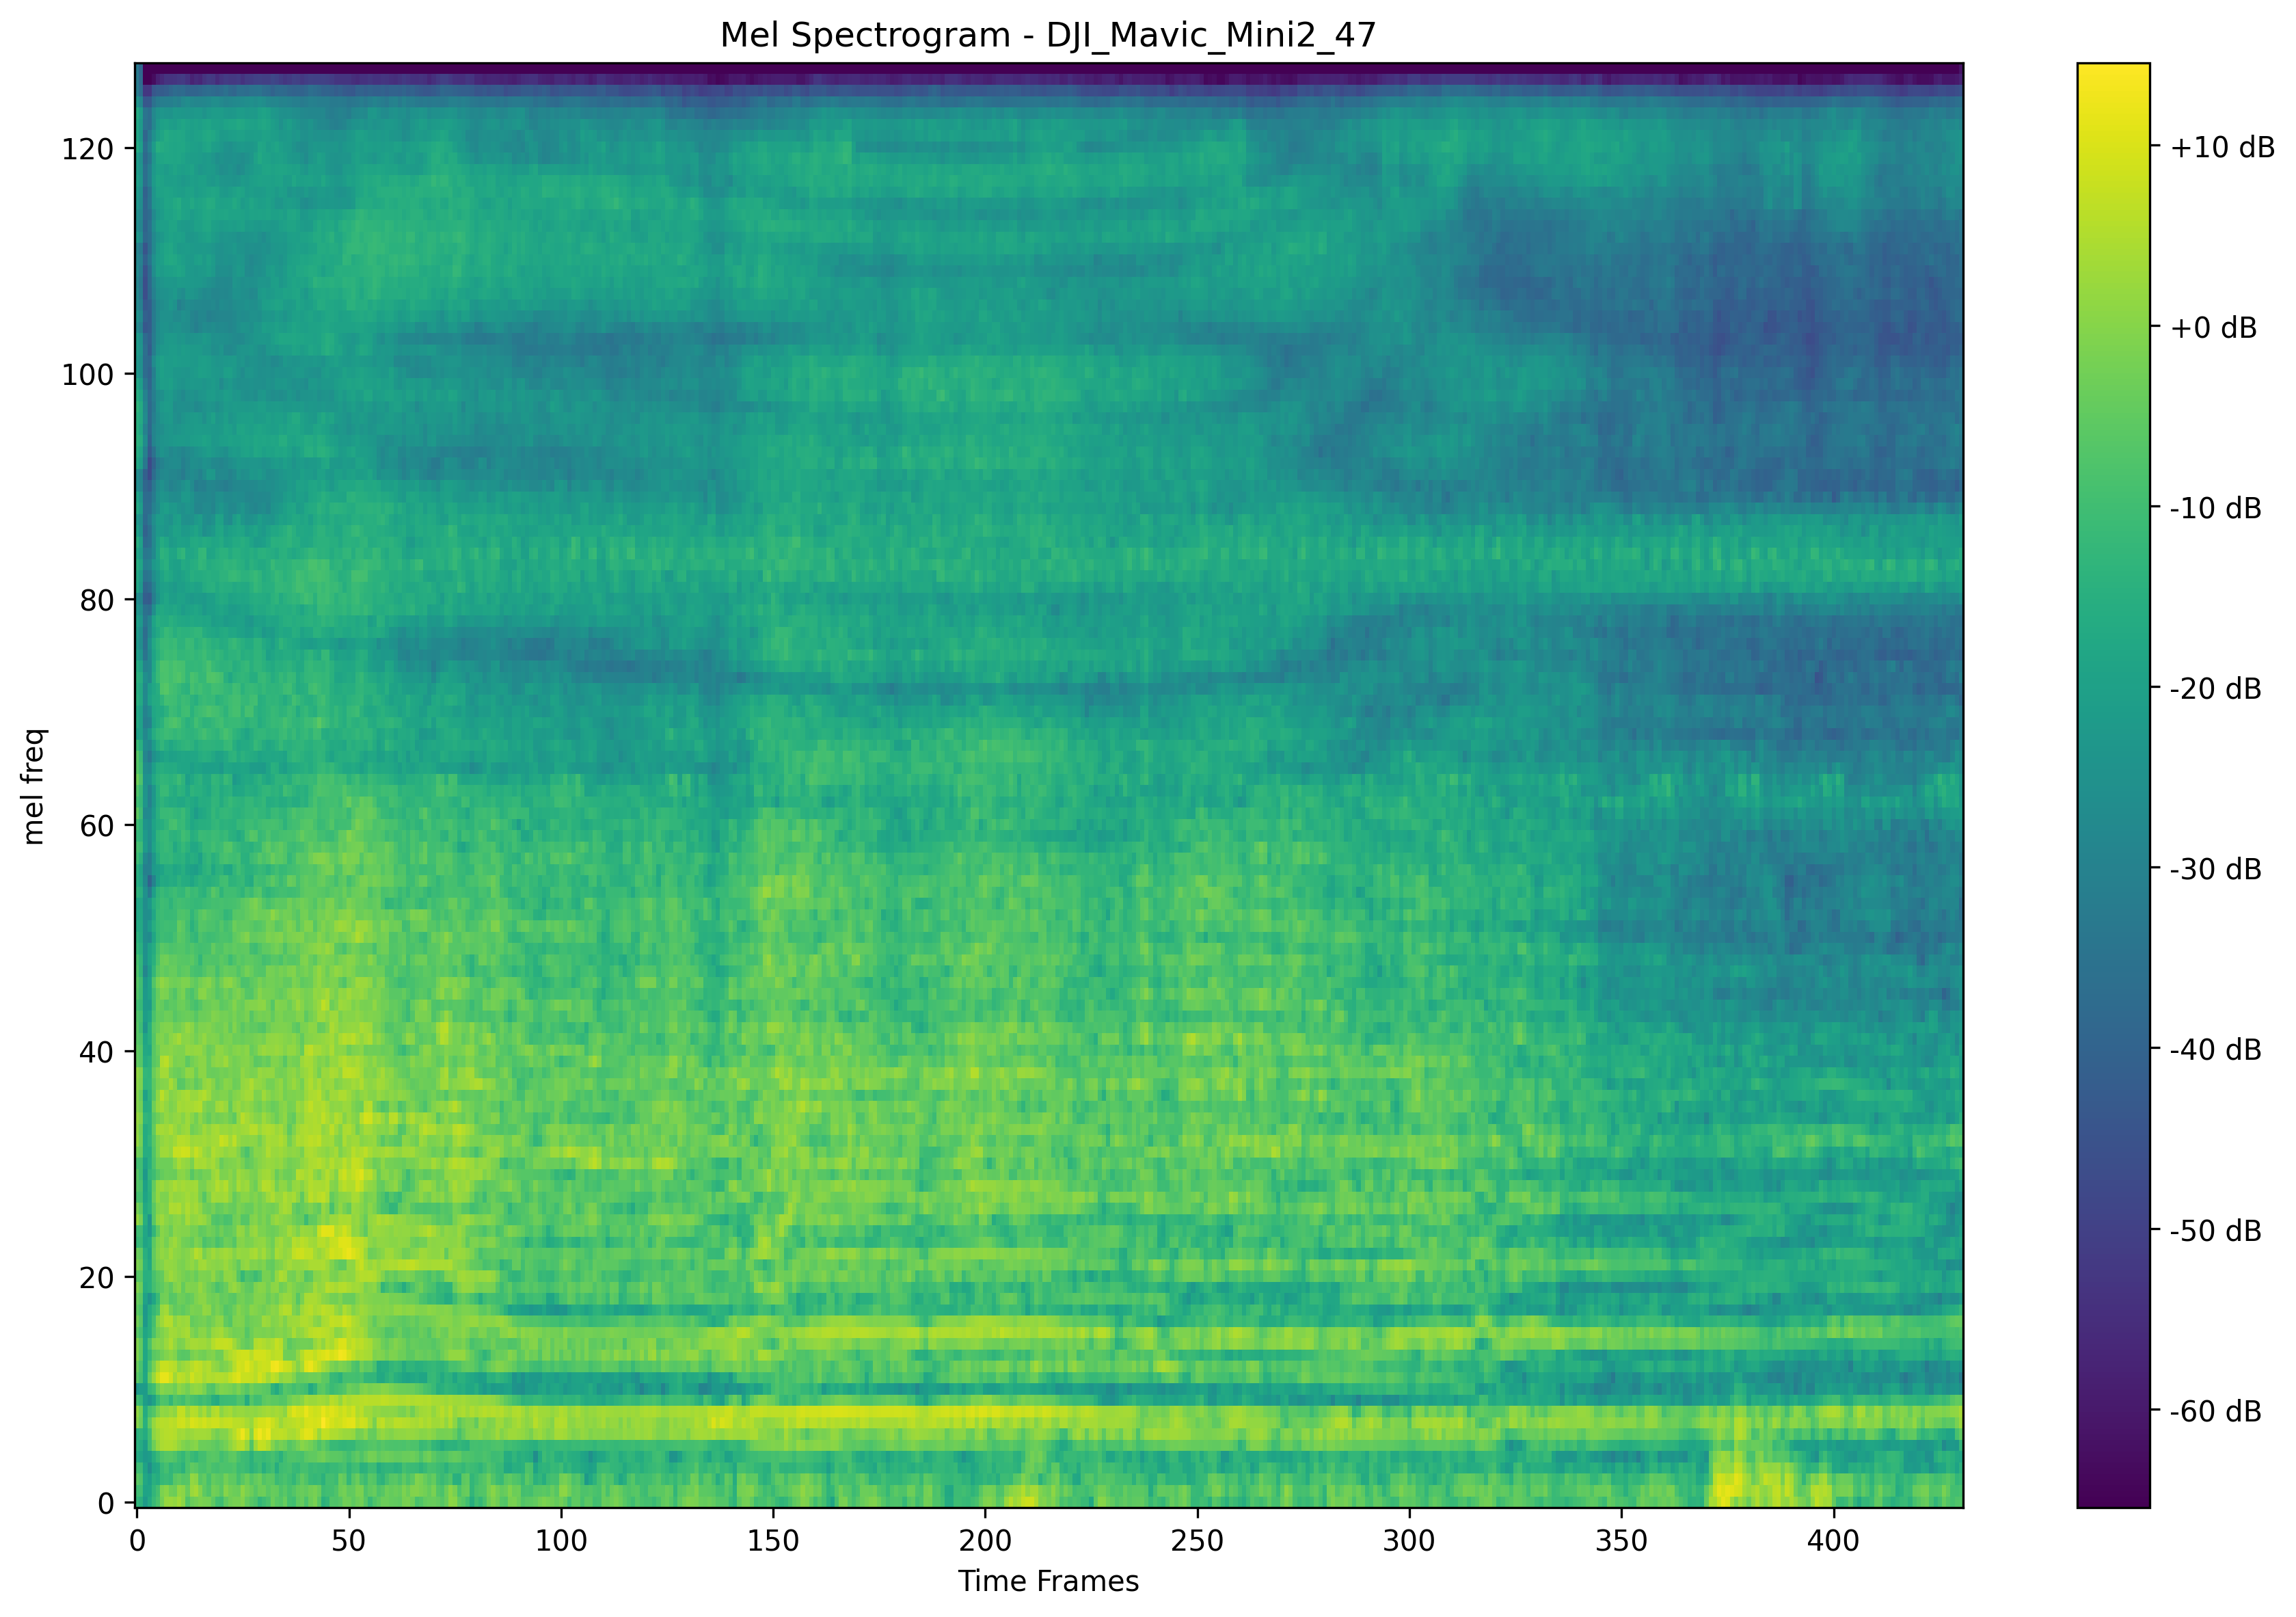 Mel Spectrogram - DJI_Mavic_Mini2_47
mel freq
120
100
80
60
40
20
0
0 50 100 150 200 250 300 350 400
Time Frames
+10 dB
+0 dB
-10 dB
-20 dB
-30 dB
-40 dB
-50 dB
-60 dB